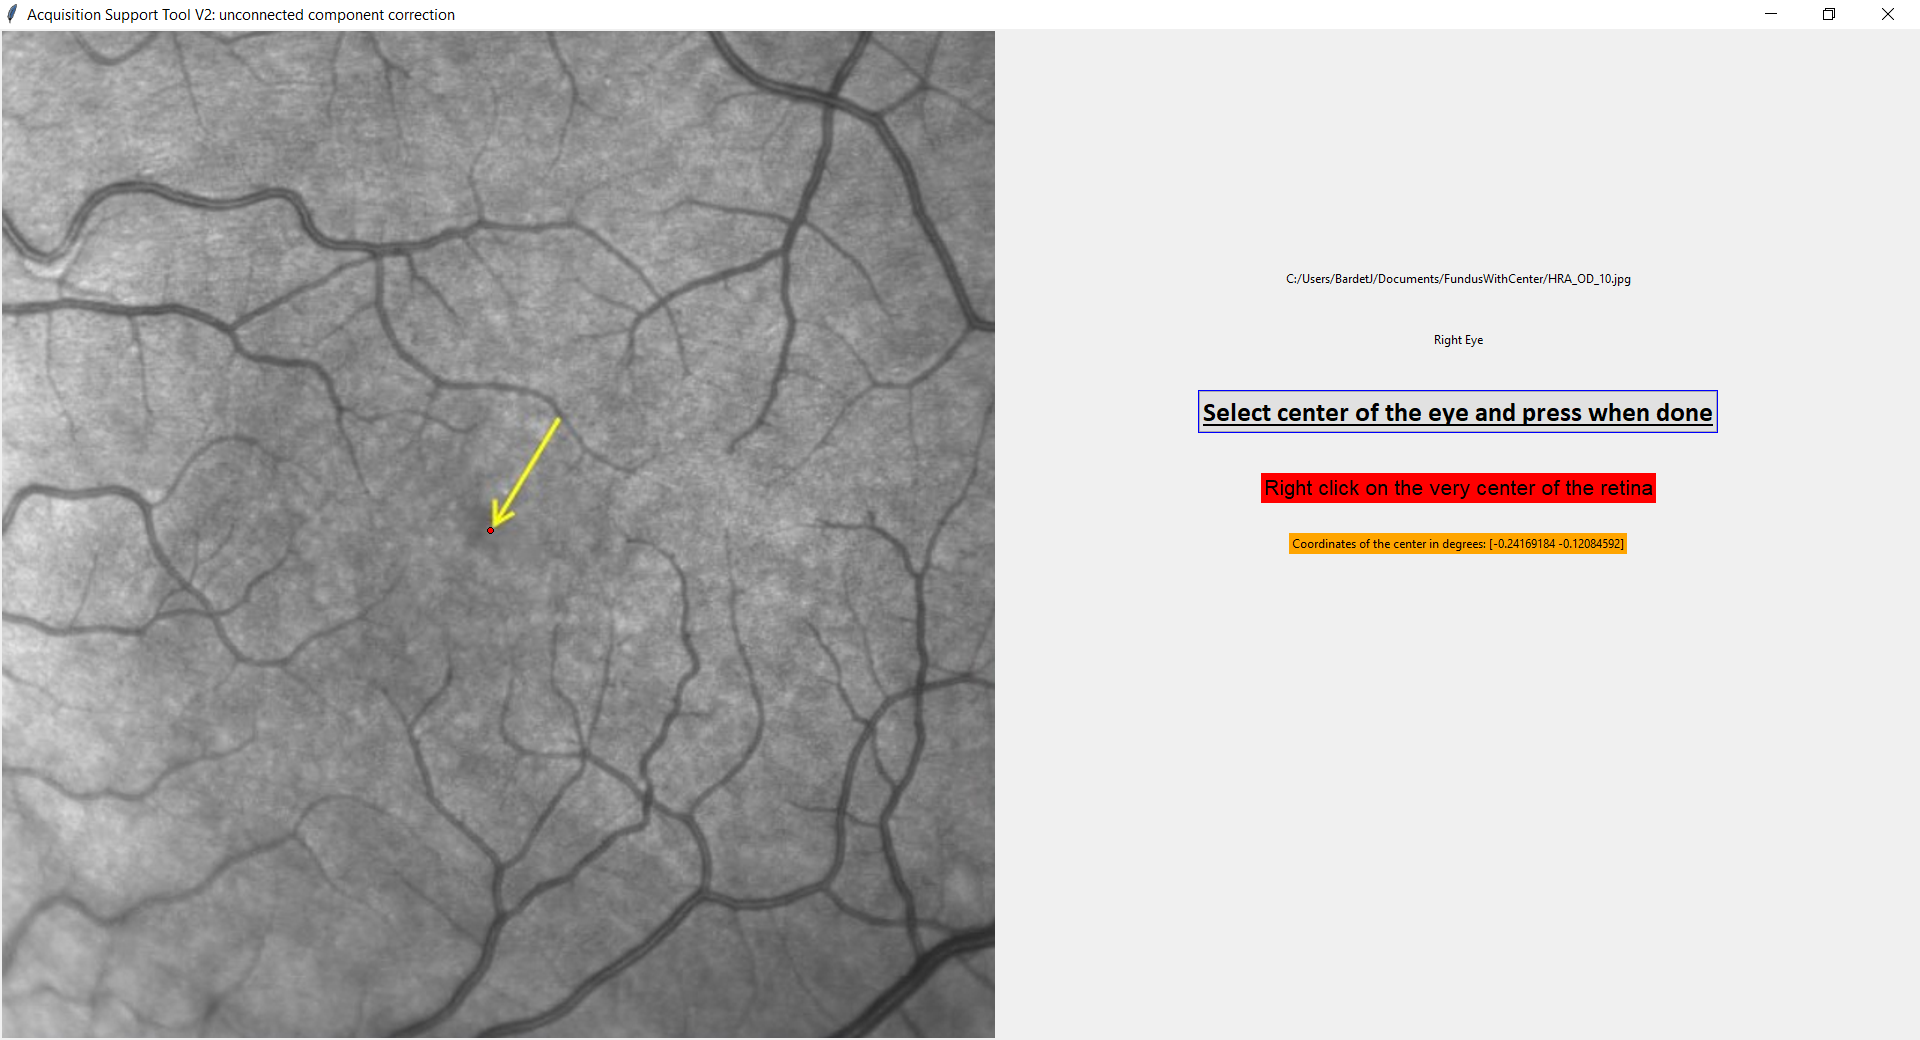 Acquisition Support Tool V2: unconnected component correction
C:/Users/BardetJ/Documents/FundusWithCenter/HRA_OD_10.jpg
Right Eye
Select center of the eye and press when done
Right click on the very center of the retina
Coordinates of the center in degrees: [-0.24169184 -0.12084592]